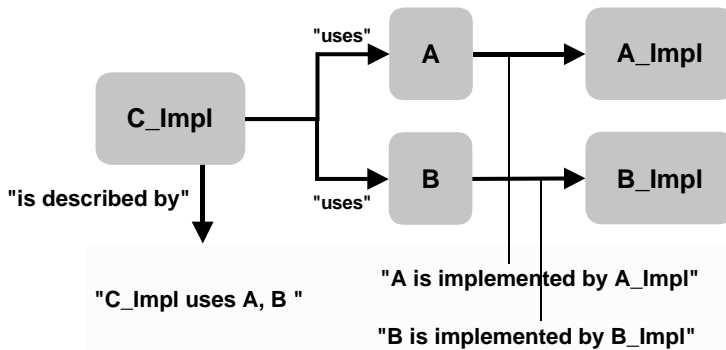 "uses"
A
A_Impl
C_Impl
B
B_Impl
"is described by"
"uses"
"C_Impl uses A, B "
"A is implemented by A_Impl"
"B is implemented by B_Impl"